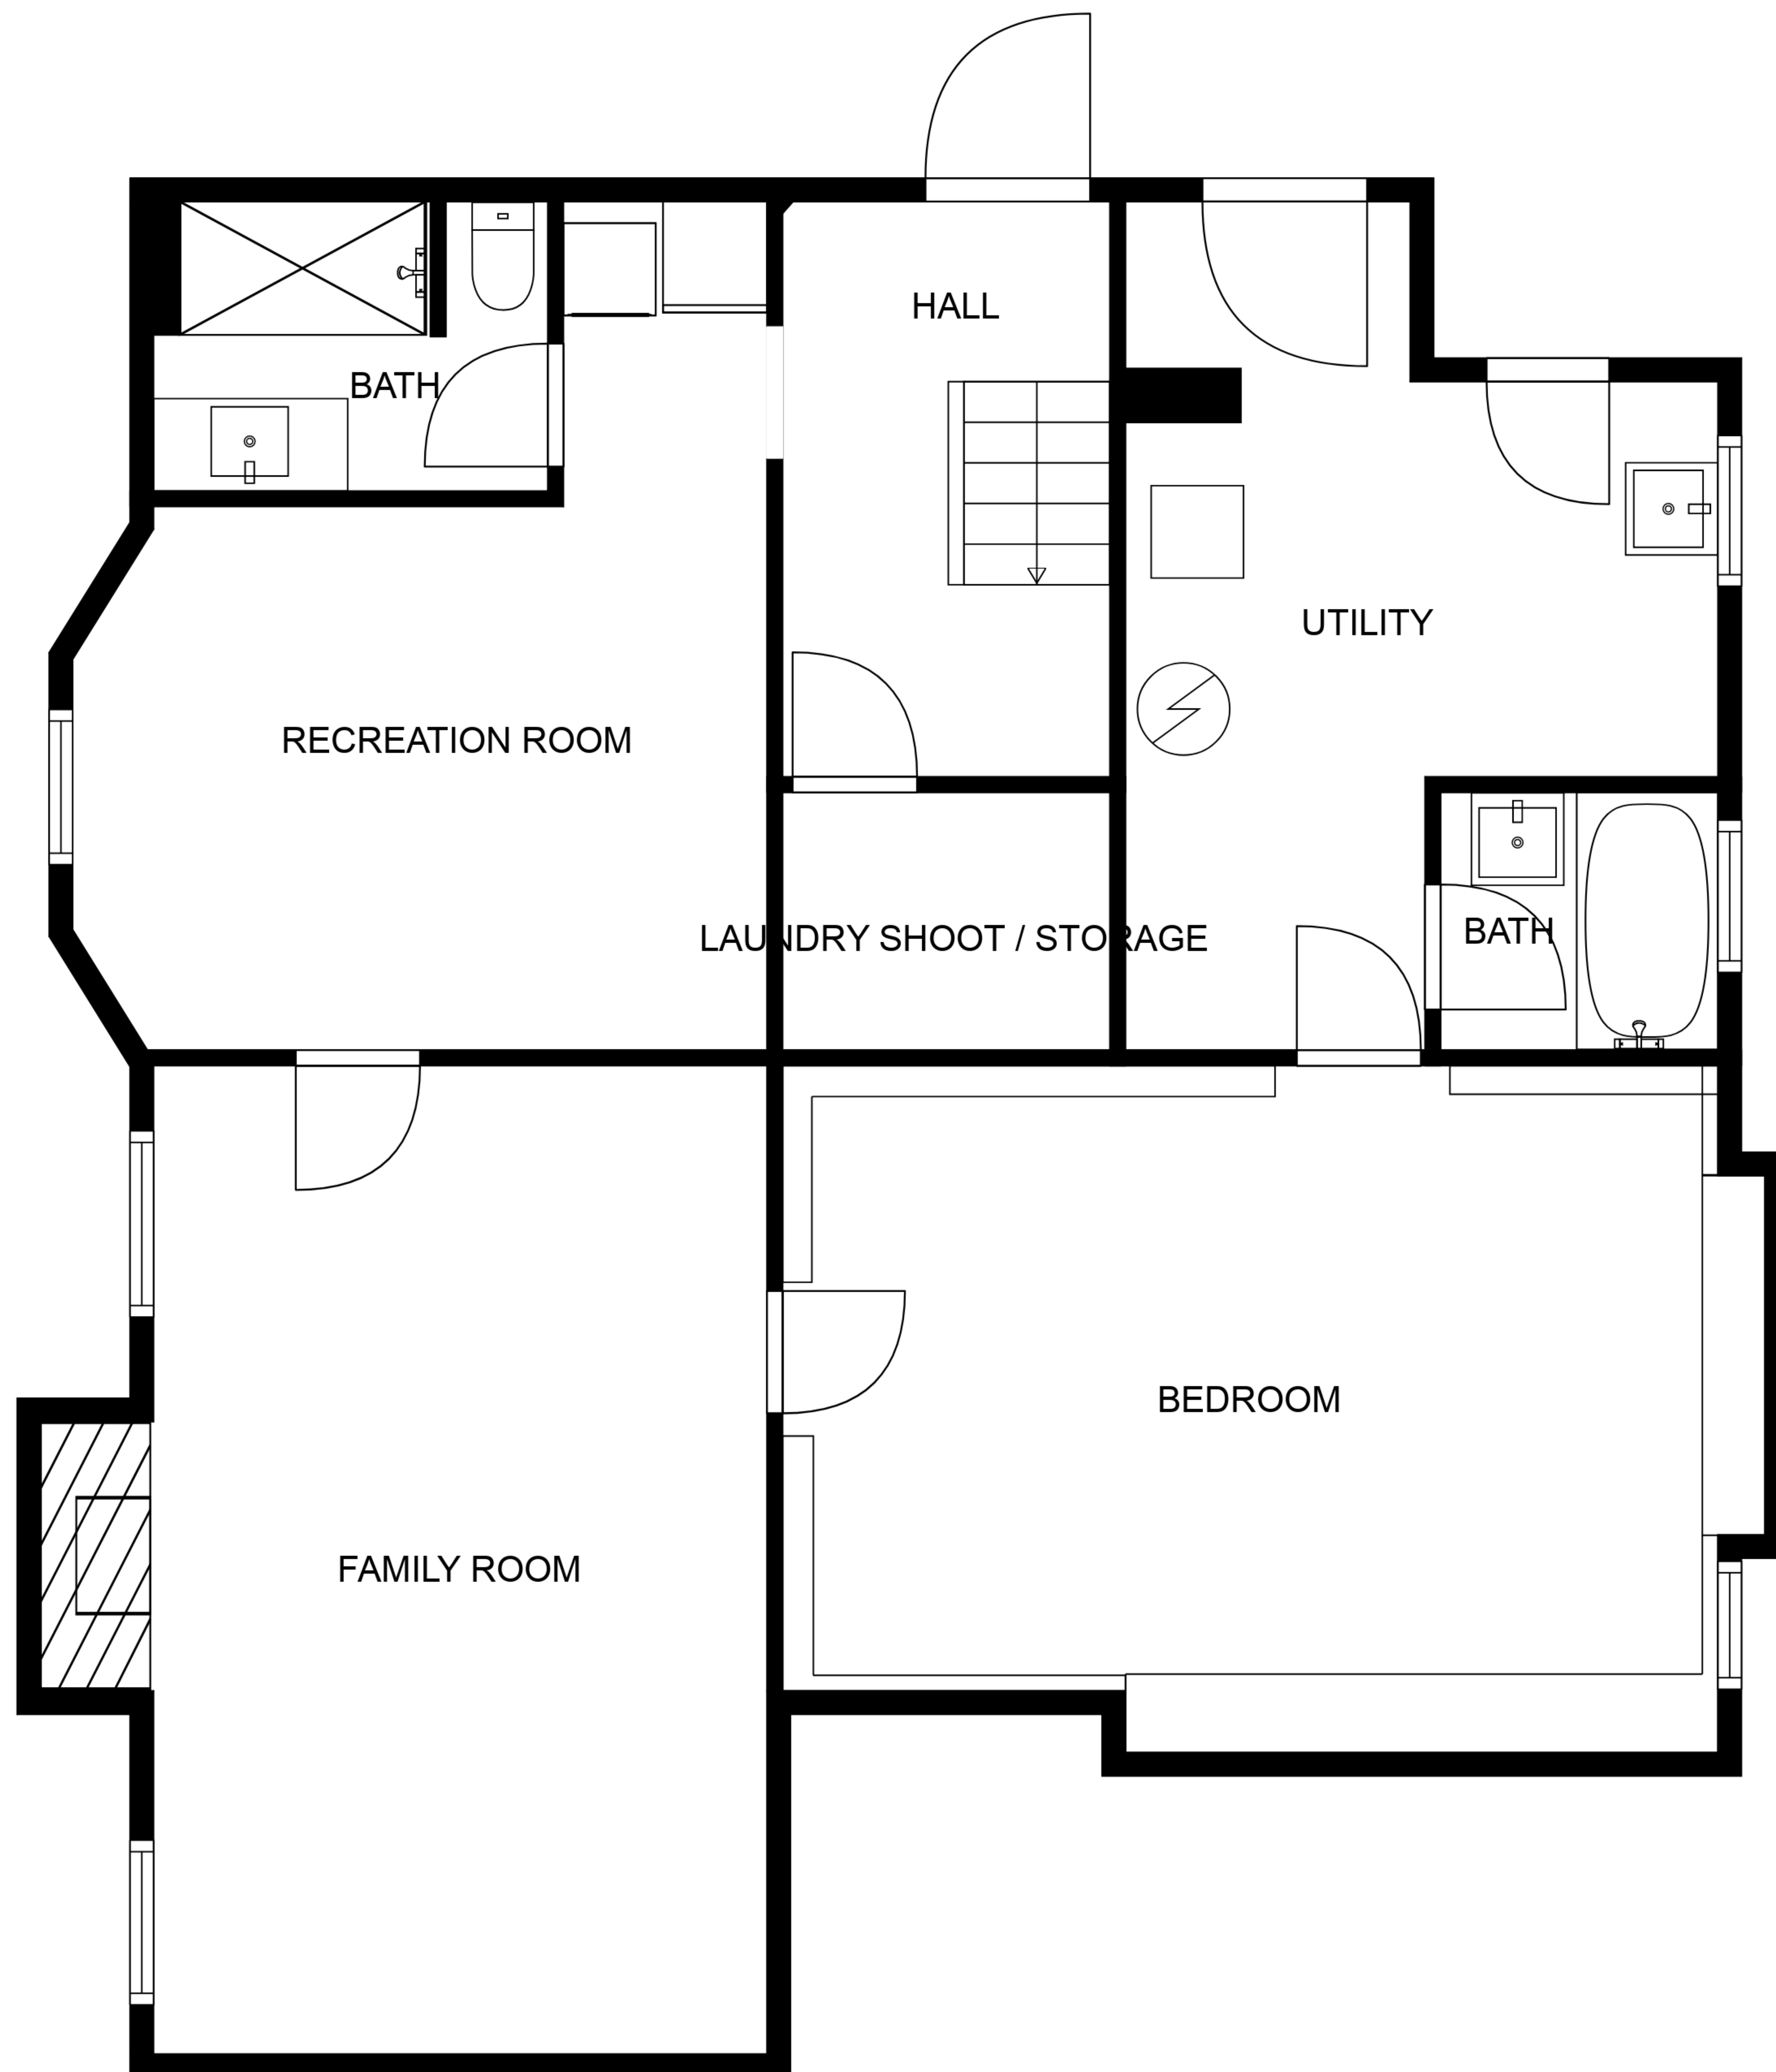 HALL
BATH
UTILITY
RECREATION ROOM
BATH
LAUNDRY SHOOT / STORAGE
BEDROOM
FAMILY ROOM